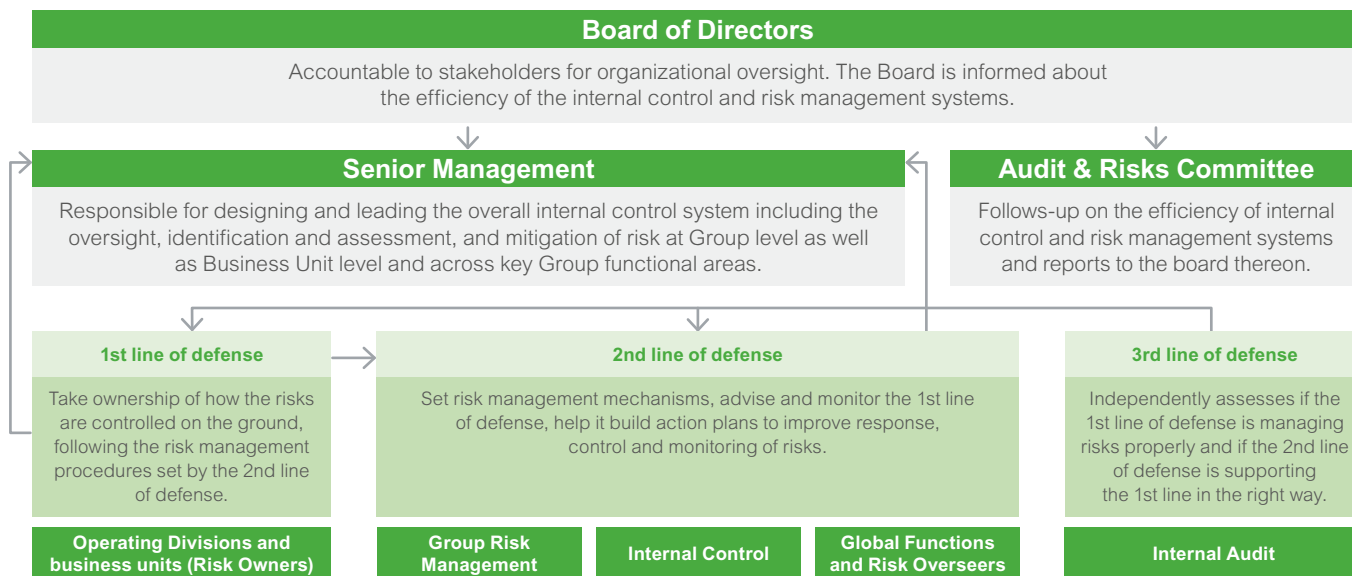 Board of Directors
Accountable to stakeholders for organizational oversight. The Board is informed about
the efficiency of the internal control and risk management systems.
Senior Management
Responsible for designing and leading the overall internal control system including the
oversight, identification and assessment, and mitigation of risk at Group level as well
as Business Unit level and across key Group functional areas.
Audit & Risks Committee
Follows-up on the efficiency of internal
control and risk management systems
and reports to the board thereon.
1st line of defense
Take ownership of how the risks
are controlled on the ground,
following the risk management
procedures set by the 2nd line
of defense.
2nd line of defense
Set risk management mechanisms, advise and monitor the 1st line
of defense, help it build action plans to improve response,
control and monitoring of risks.
3rd line of defense
Independently assesses if the
1st line of defense is managing
risks properly and if the 2nd line
of defense is supporting
the 1st line in the right way.
Operating Divisions and
business units (Risk Owners)
Group Risk
Management
Internal Control
Global Functions
and Risk Overseers
Internal Audit